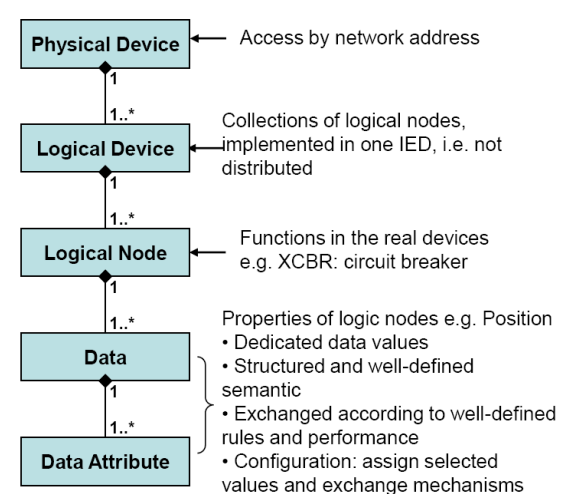 Physical Device
Access by network address
1
1..*
Logical Device
Collections of logical nodes,
implemented in one IED, i.e. not
distributed
1
1..*
Logical Node
Functions in the real devices
e.g. XCBR: circuit breaker
1
1..*
Data
1
1..*
Data Attribute
Properties of logic nodes e.g. Position
• Dedicated data values
• Structured and well-defined
semantic
• Exchanged according to well-defined
rules and performance
• Configuration: assign selected
values and exchange mechanisms